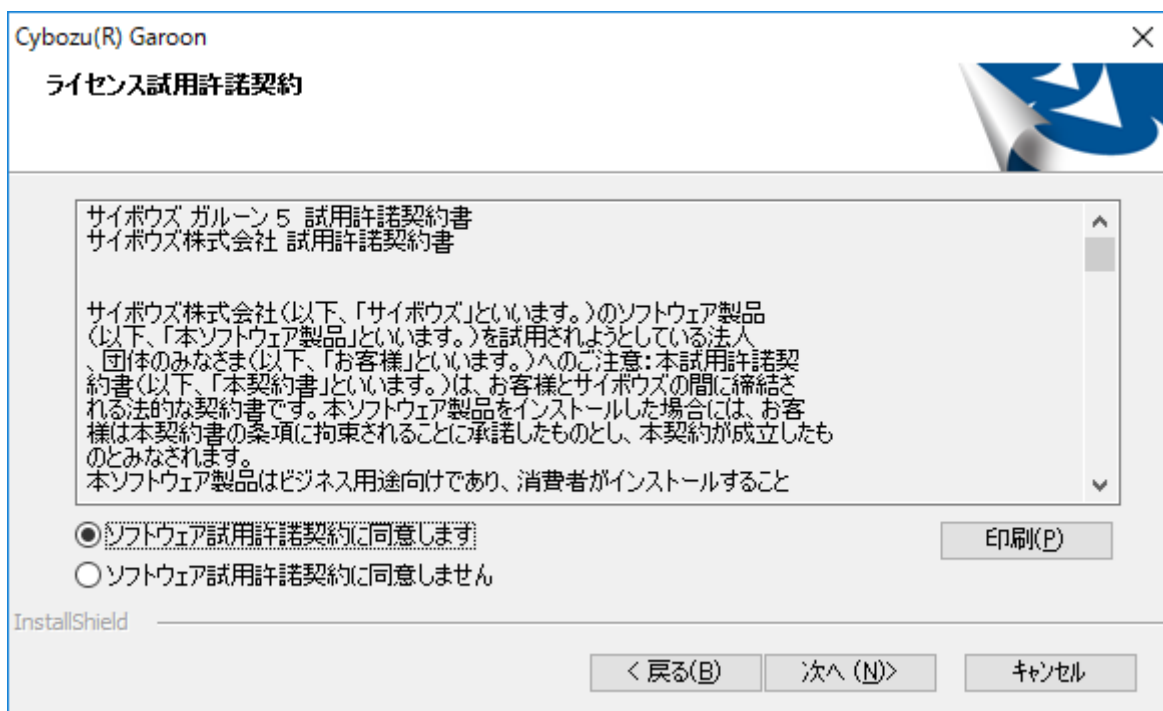 Cybozu(R) Garoon
ライセンス試用許諾契約
サイボウズ ガルーン 5 試用許諾契約書
サイボウズ株式会社 試用許諾契約書
サイボウズ株式会社(以下、「サイボウズ」といいます。)のソフトウェア製品
(以下、「本ソフトウェア製品」といいます。)を試用されようとしている法人
、団体のみなさま(以下、「お客様」といいます。)へのご注意:本試用許諾契
約書(以下、「本契約書」といいます。)は、お客様とサイボウズの間に締結さ
れる法的な契約書です。本ソフトウェア製品をインストールした場合には、お客
様は本契約書の条項に拘束されることに承諾したものとし、本契約が成立したも
のとみなされます。
本ソフトウェア製品はビジネス用途向けであり、消費者がインストールすること
ソフトウェア試用許諾契約に同意します
印刷(P)
ソフトウェア試用許諾契約に同意しません
InstallShield
< 戻る(B)
次へ (N)>
キャンセル